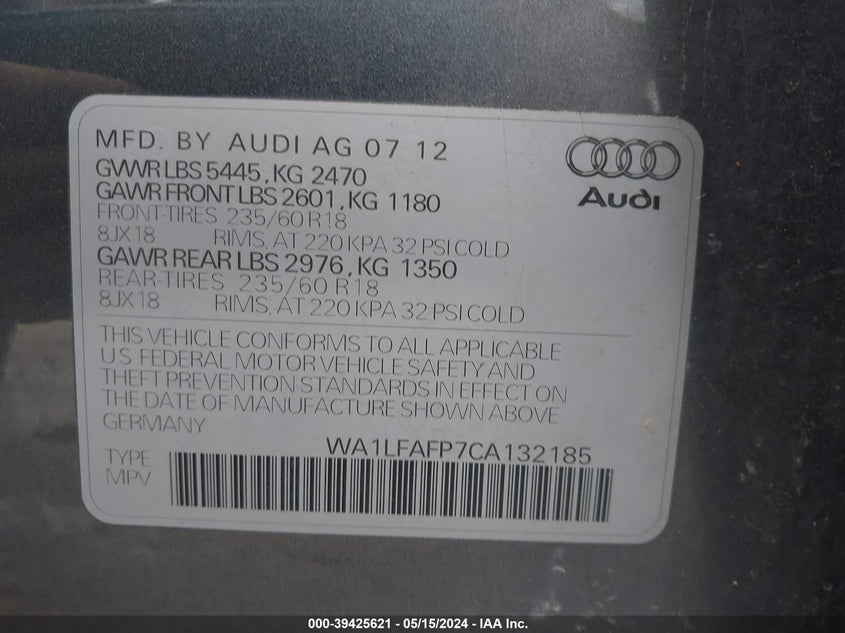 MFD. BY AUDI AG 07 12
GVWR LBS 5445, KG 2470
GAWR FRONT LBS 2601, KG 1180
FRONT-TIRES 235/60 R18
8JX18 RIMS, AT 220 KPA 32 PSI COLD
GAWR REAR LBS 2976, KG 1350
REAR-TIRES 235/60 R18
8JX18 RIMS, AT 220 KPA 32 PSI COLD
Audi
THIS VEHICLE CONFORMS TO ALL APPLICABLE
U.S. FEDERAL MOTOR VEHICLE SAFETY AND
THEFT PREVENTION STANDARDS IN EFFECT ON
THE DATE OF MANUFACTURE SHOWN ABOVE
GERMANY
WA1LFAFP7CA132185
TYPE
MPV
000-39425621 - 05/15/2024 - IAA Inc.